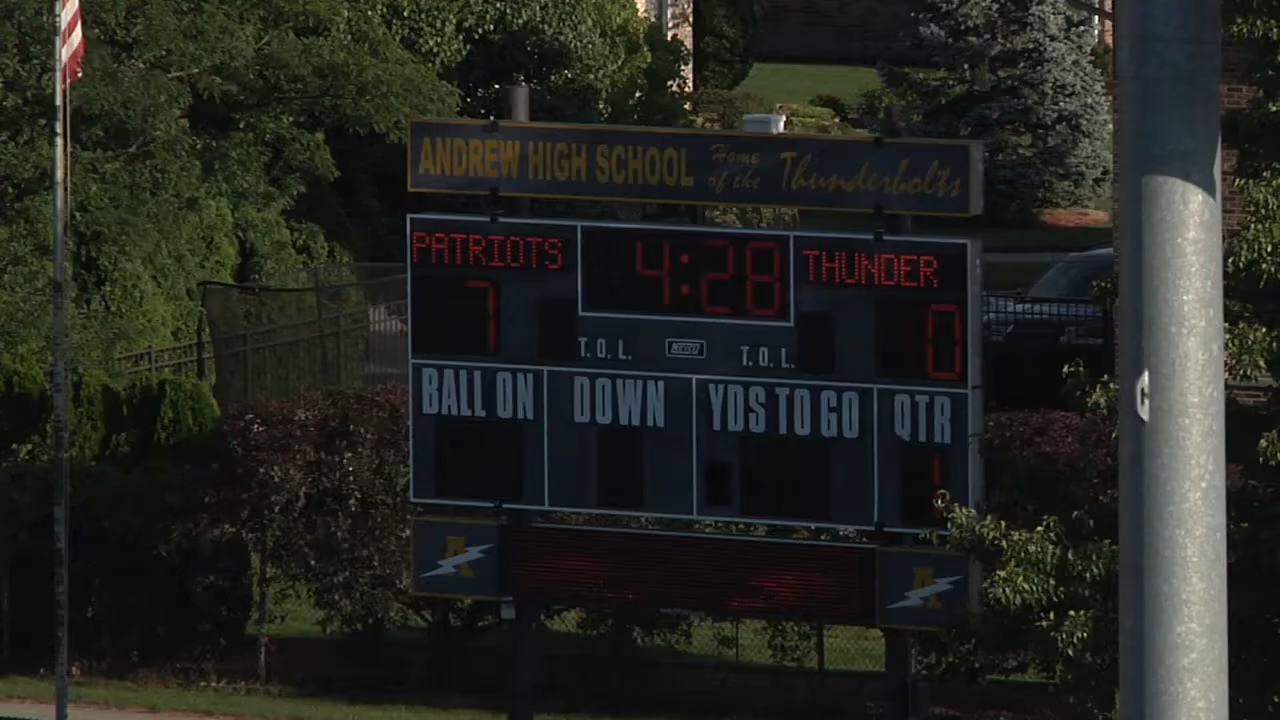 ANDREW HIGH SCHOOL Home of the Thunderbolts
PATRIOTS 4:28 THUNDER
7 0
T.O.L. T.O.L.
BALL ON DOWN YDS TO GO QTR
1
A A